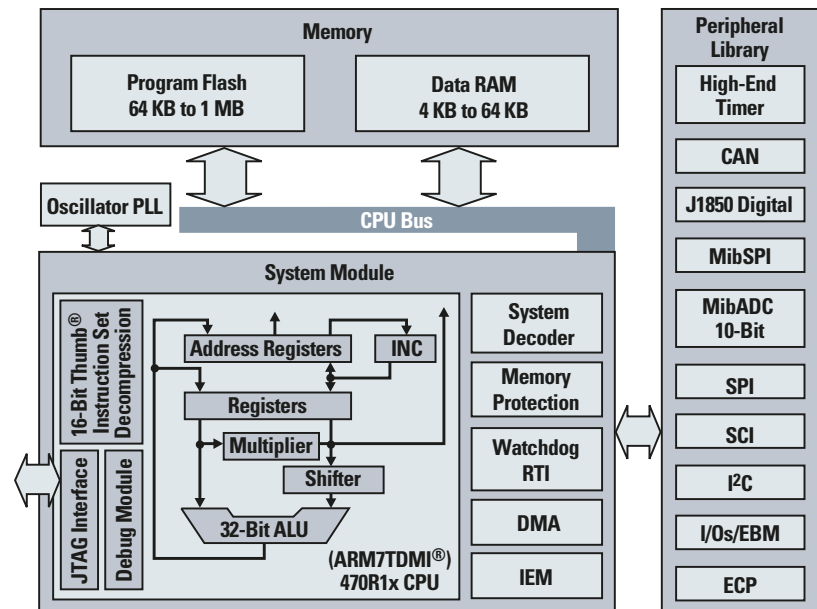 Memory
Program Flash
64 KB to 1 MB
Data RAM
4 KB to 64 KB
Oscillator PLL
CPU Bus
System Module
16-Bit Thumb®
Instruction Set
Decompression
JTAG Interface
Debug Module
Address Registers
INC
Registers
Multiplier
Shifter
32-Bit ALU
(ARM7TDMI®)
470R1x CPU
System
Decoder
Memory
Protection
Watchdog
RTI
DMA
IEM
Peripheral
Library
High-End
Timer
CAN
J1850 Digital
MibSPI
MibADC
10-Bit
SPI
SCI
I²C
I/Os/EBM
ECP